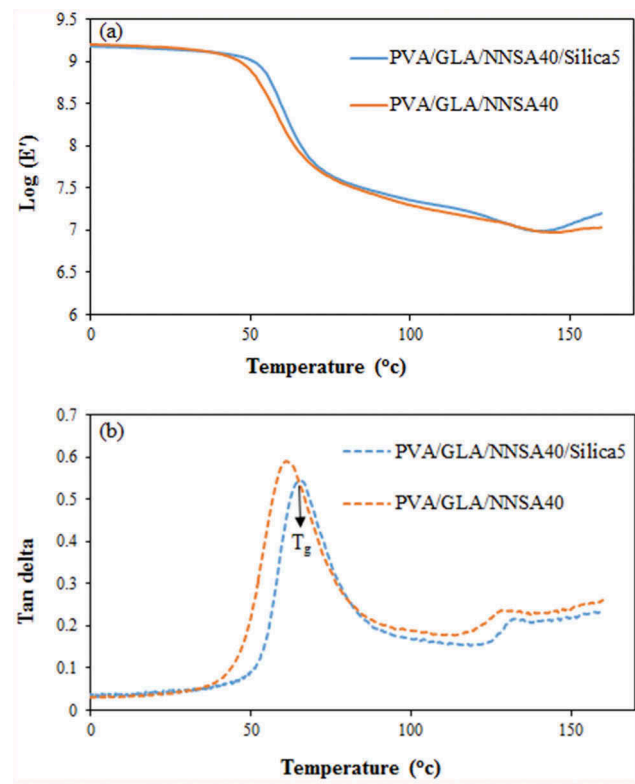 (a)
PVA/GLA/NNSA40/Silica5
PVA/GLA/NNSA40
Log (E')
9.5
9
8.5
8
7.5
7
6.5
6
0
50
100
150
Temperature (°c)
(b)
PVA/GLA/NNSA40/Silica5
PVA/GLA/NNSA40
Tg
Tan delta
0.7
0.6
0.5
0.4
0.3
0.2
0.1
0
0
50
100
150
Temperature (°c)